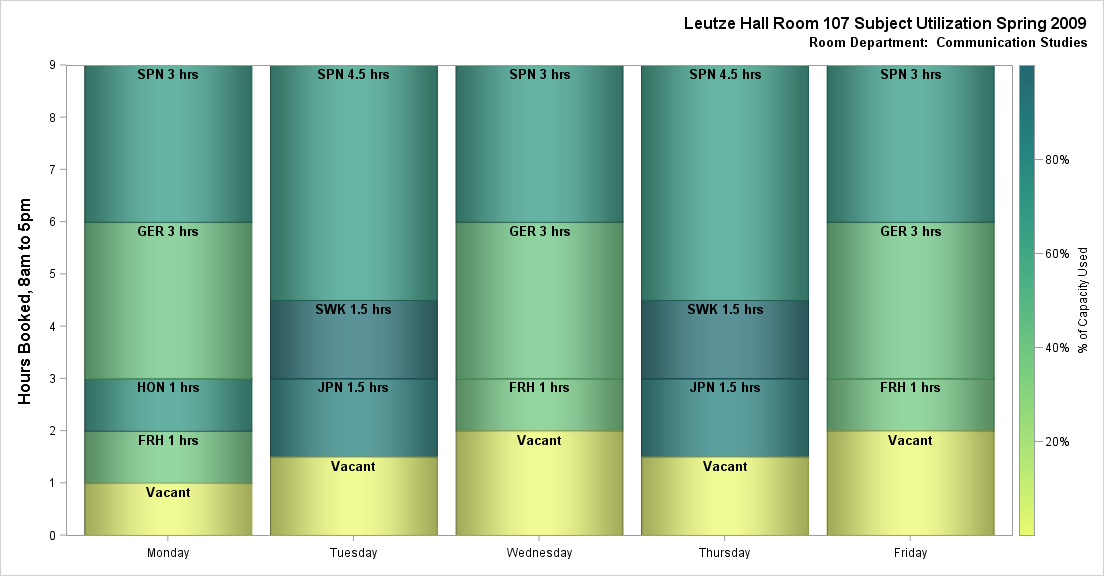 Leutze Hall Room 107 Subject Utilization Spring 2009
Room Department: Communication Studies
Hours Booked, 8am to 5pm
9
8
7
6
5
4
3
2
1
0
SPN 3 hrs
GER 3 hrs
HON 1 hrs
FRH 1 hrs
Vacant
SPN 4.5 hrs
SWK 1.5 hrs
JPN 1.5 hrs
Vacant
SPN 3 hrs
GER 3 hrs
FRH 1 hrs
Vacant
SPN 4.5 hrs
SWK 1.5 hrs
JPN 1.5 hrs
Vacant
SPN 3 hrs
GER 3 hrs
FRH 1 hrs
Vacant
Monday
Tuesday
Wednesday
Thursday
Friday
80%
60%
40%
20%
% of Capacity Used